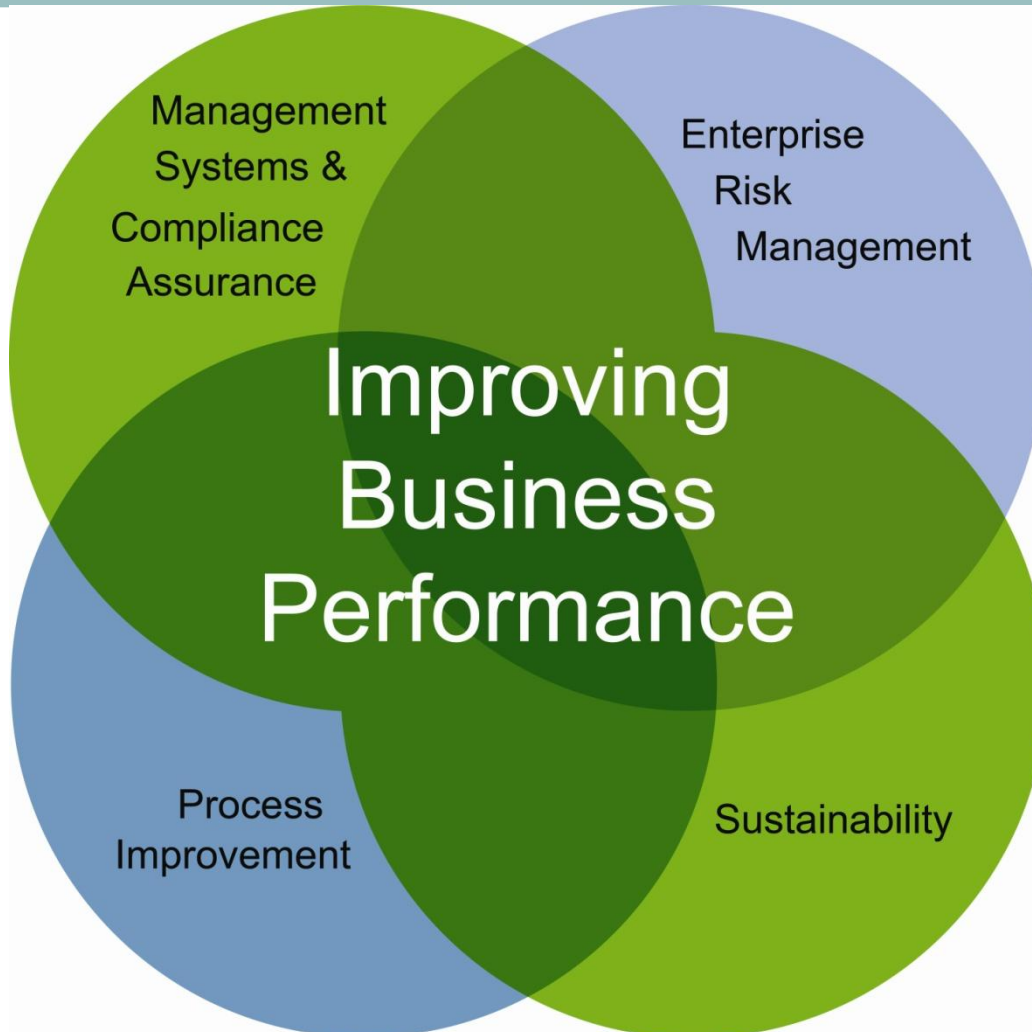 Management
Systems &
Compliance
Assurance
Enterprise
Risk
Management
Improving
Business
Performance
Process
Improvement
Sustainability